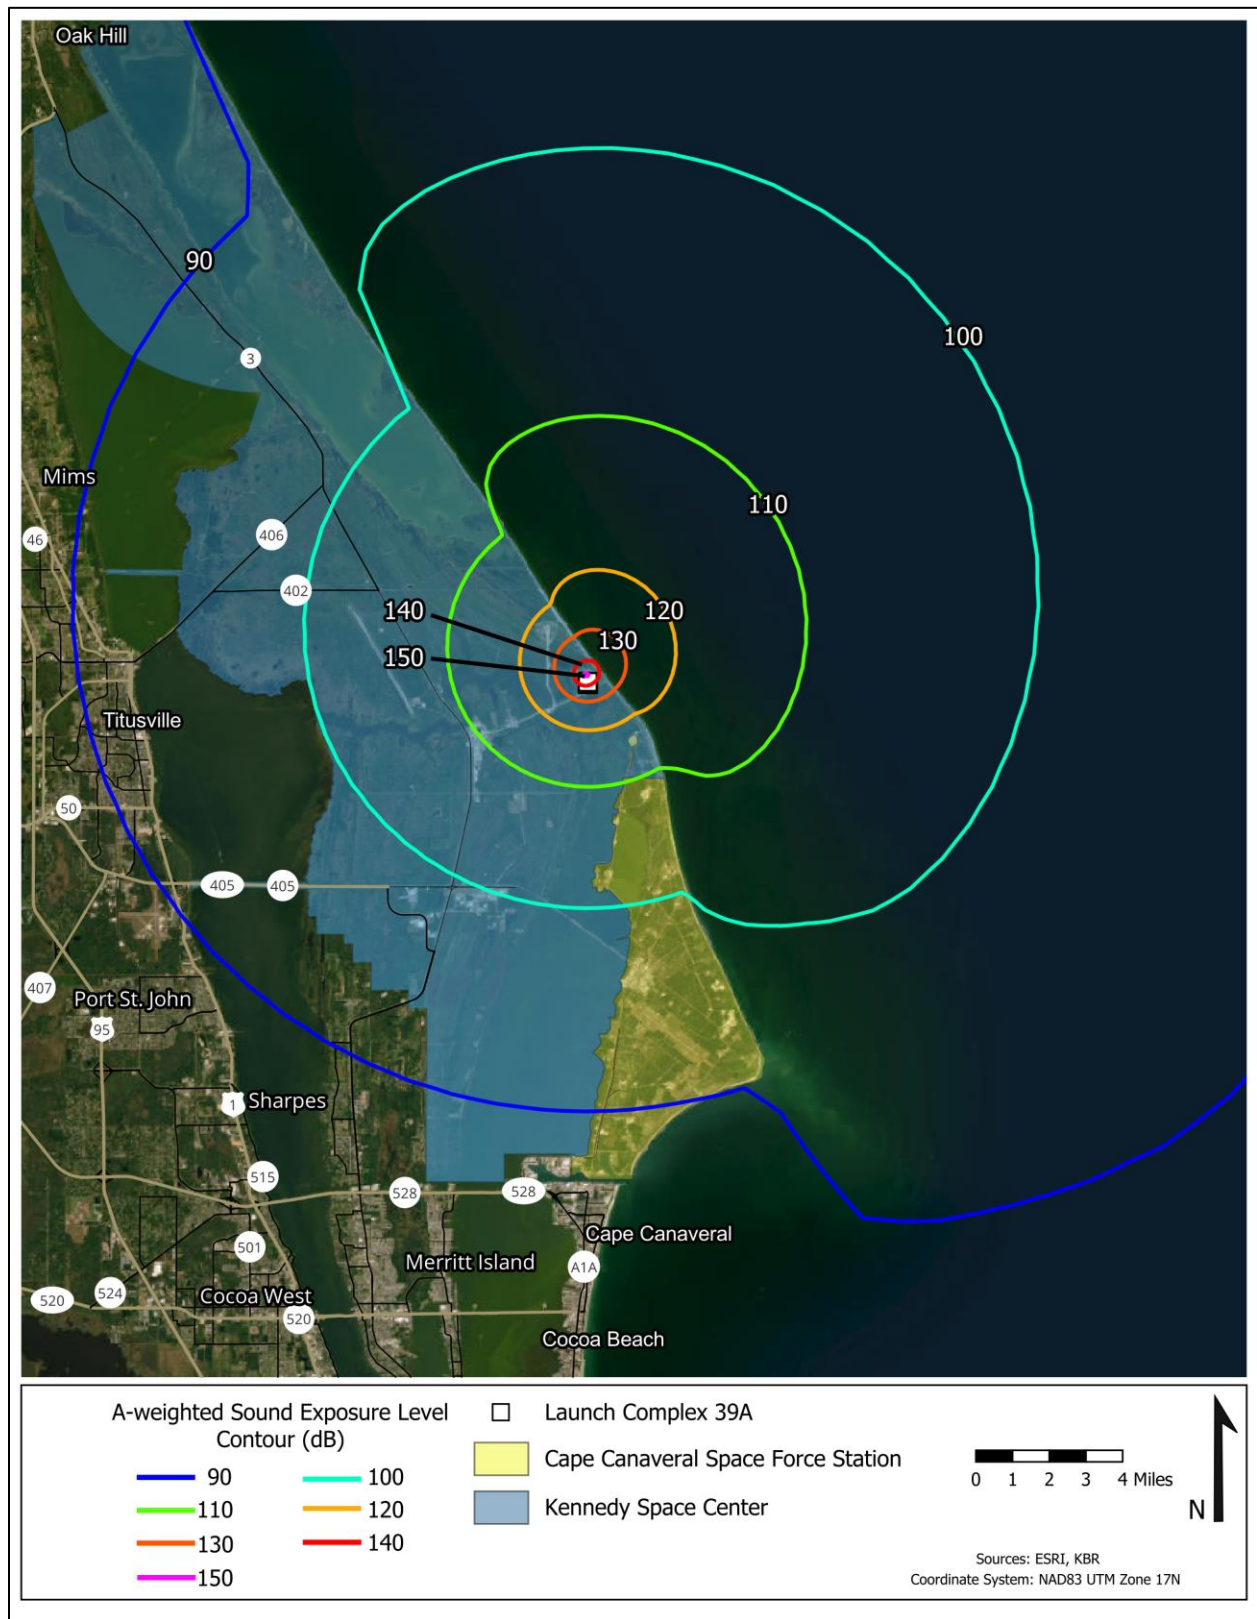 Oak Hill
90
100
3
Mims
110
406
46
402
140
120
130
150
Titusville
50
405
405
407
Port St. John
95
1
Sharpes
515
528
528
Cape Canaveral
501
Merritt Island
A1A
524
Cocoa West
520
520
Cocoa Beach
A-weighted Sound Exposure Level
Contour (dB)
90
100
110
120
130
140
150
Launch Complex 39A
Cape Canaveral Space Force Station
Kennedy Space Center
0 1 2 3 4 Miles
N
Sources: ESRI, KBR
Coordinate System: NAD83 UTM Zone 17N